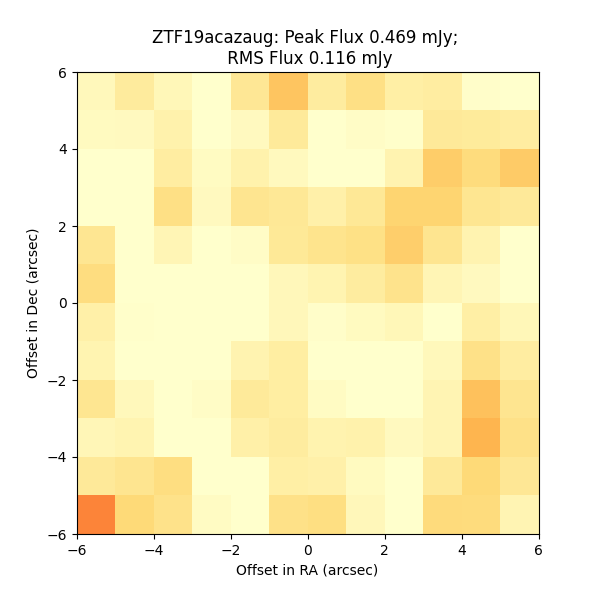 ZTF19acazaug: Peak Flux 0.469 mJy;
RMS Flux 0.116 mJy
6
4
2
0
−2
−4
−6
Offset in Dec (arcsec)
−6 −4 −2 0 2 4 6
Offset in RA (arcsec)